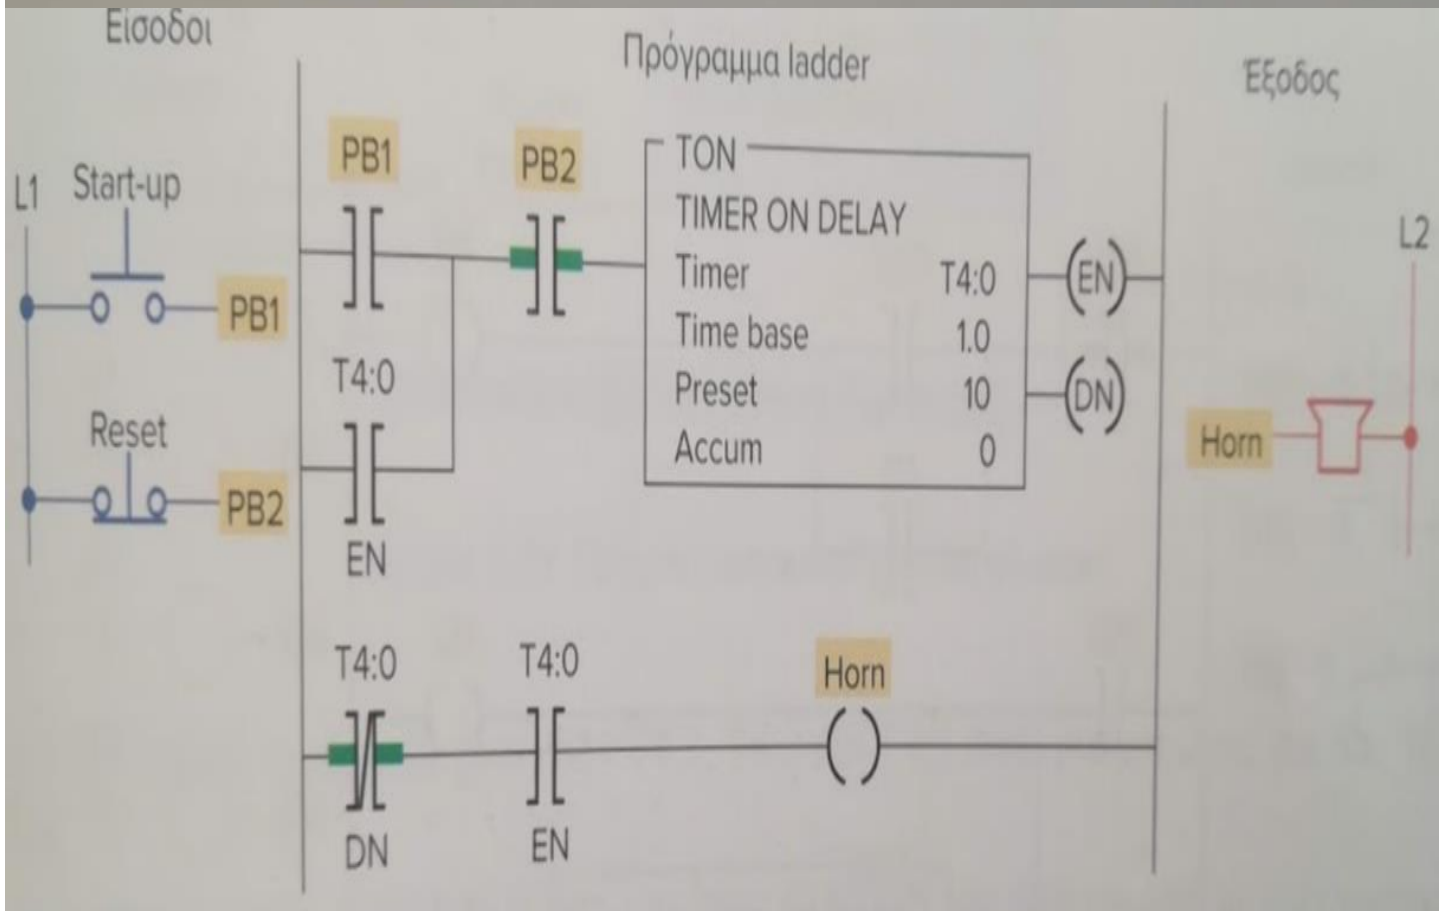 Είσοδοι
Πρόγραμμα ladder
Έξοδος
L1
Start-up
PB1
Reset
PB2
PB1
PB2
T4:0
EN
TON
TIMER ON DELAY
Timer T4:0
Time base 1.0
Preset 10
Accum 0
EN
DN
T4:0
DN
T4:0
EN
Horn
L2
Horn